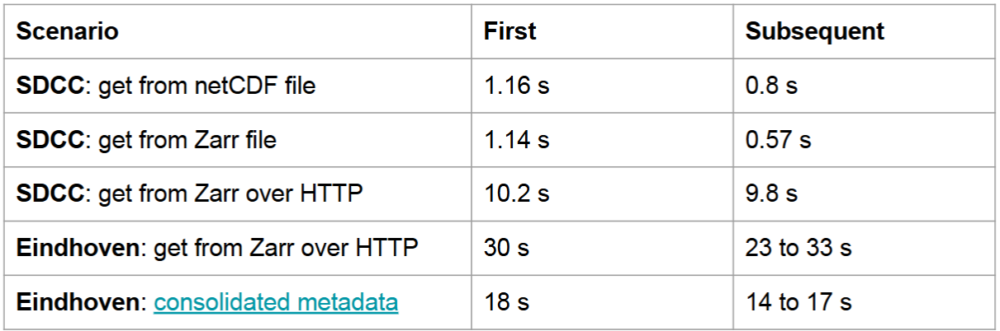 Scenario First Subsequent
SDCC: get from netCDF file 1.16 s 0.8 s
SDCC: get from Zarr file 1.14 s 0.57 s
SDCC: get from Zarr over HTTP 10.2 s 9.8 s
Eindhoven: get from Zarr over HTTP 30 s 23 to 33 s
Eindhoven: consolidated metadata 18 s 14 to 17 s